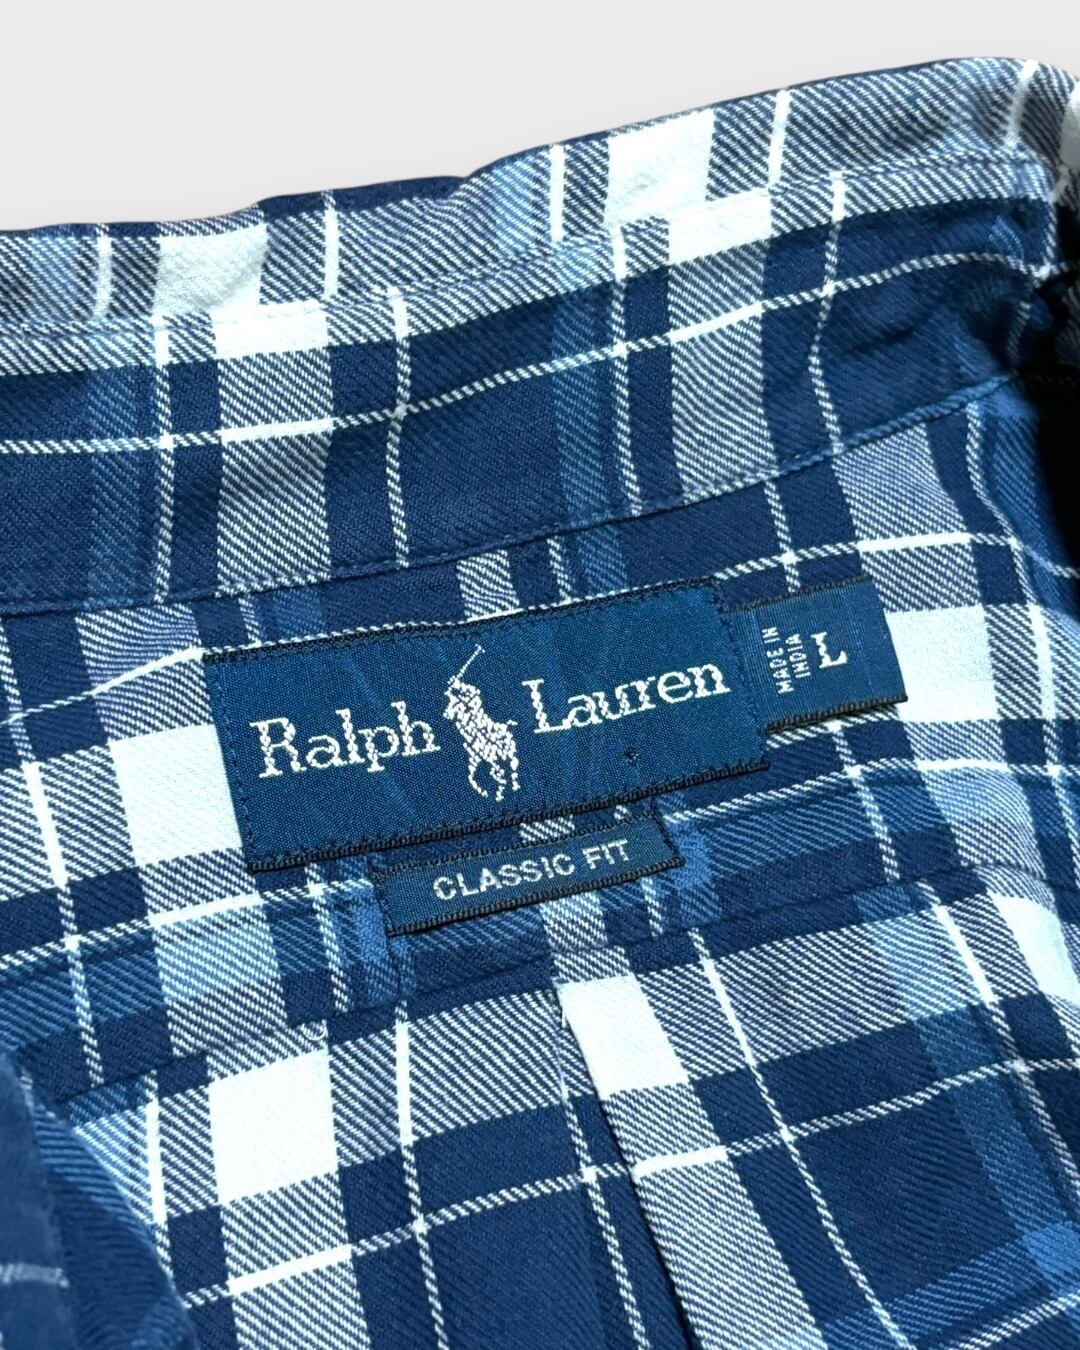 Ralph Lauren
MADE IN
INDIA
L
CLASSIC FIT